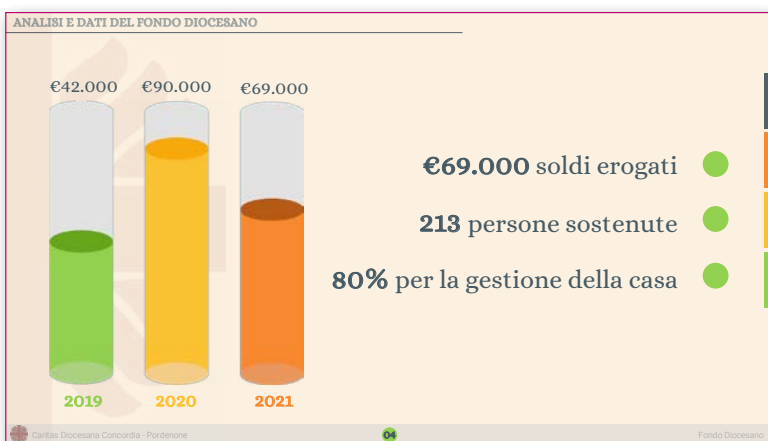 ANALISI E DATI DEL FONDO DIOCESANO
€42.000 €90.000 €69.000
€69.000 soldi erogati
213 persone sostenute
80% per la gestione della casa
2019 2020 2021
Caritas Diocesana Concordia - Pordenone
04
Fondo Diocesano